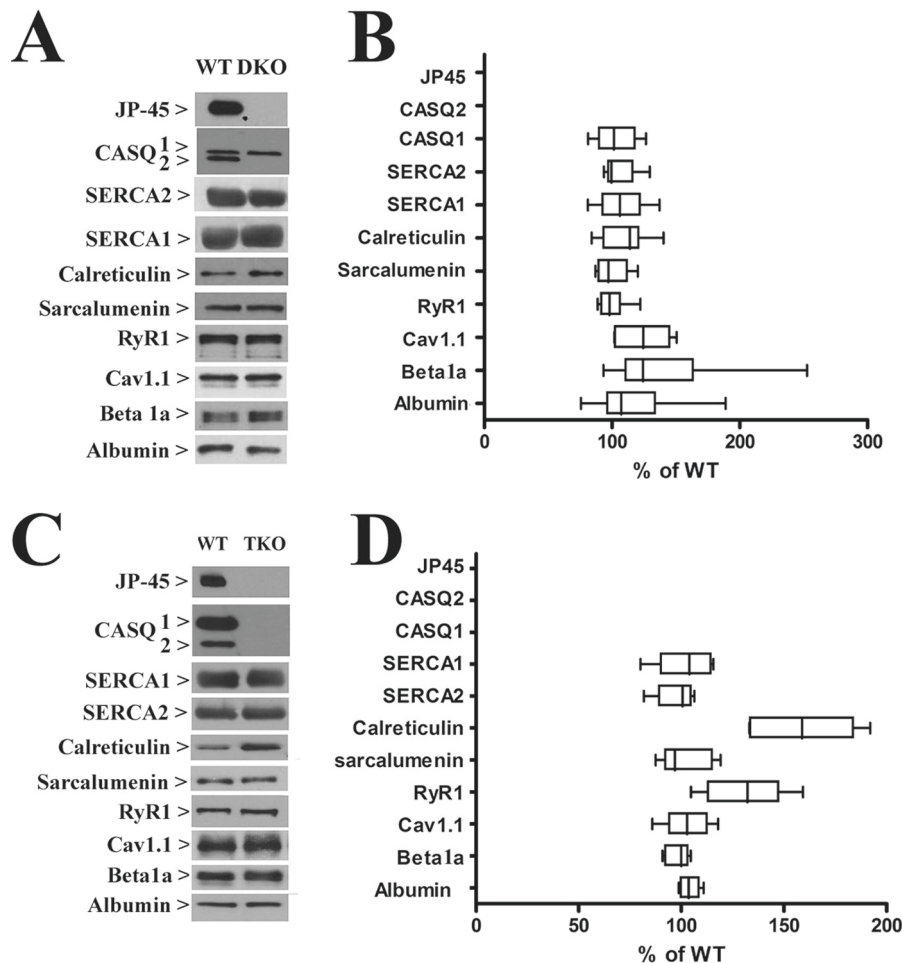 A
WT DKO
JP-45 >
CASQ 1 >
2 >
SERCA2 >
SERCA1 >
Calreticulin >
Sarcalumenin >
RyR1 >
Cav1.1 >
Beta 1a >
Albumin >
B
JP45
CASQ2
CASQ1
SERCA2
SERCA1
Calreticulin
Sarcalumenin
RyR1
Cav1.1
Beta1a
Albumin
0 100 200 300
% of WT
C
WT TKO
JP-45 >
CASQ 1 >
2 >
SERCA1 >
SERCA2 >
Calreticulin >
Sarcalumenin >
RyR1 >
Cav1.1 >
Beta1a >
Albumin >
D
JP45
CASQ2
CASQ1
SERCA1
SERCA2
Calreticulin
sarcalumenin
RyR1
Cav1.1
Beta1a
Albumin
0 50 100 150 200
% of WT